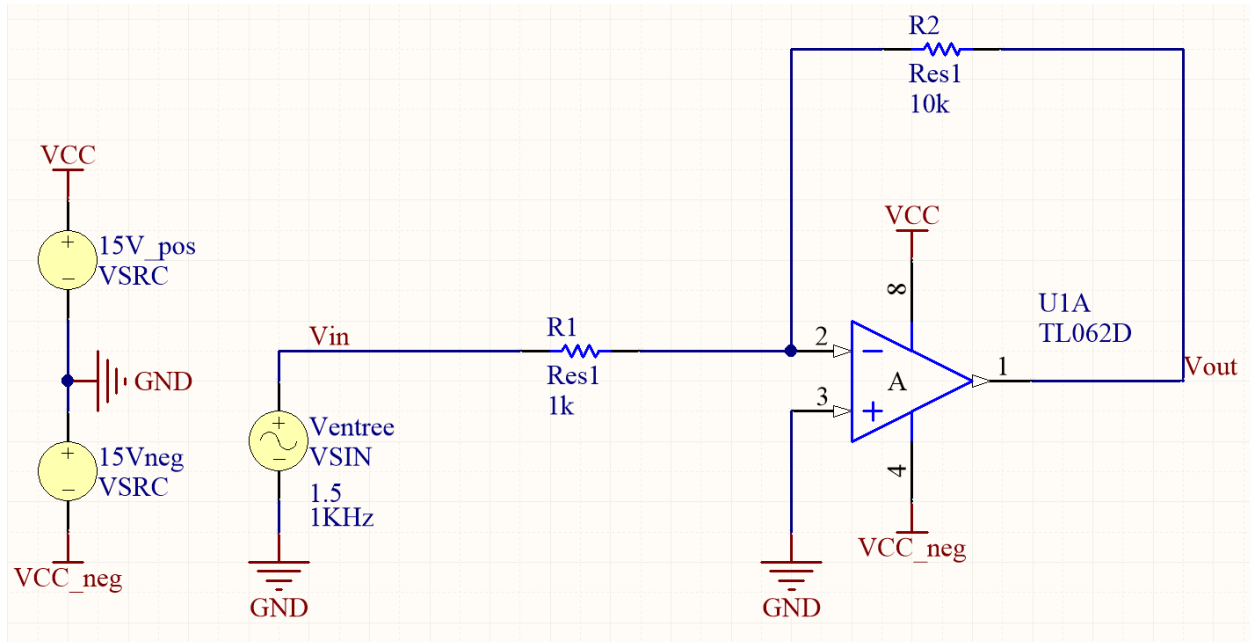 R2
Res1
10k
VCC
15V_pos
VSRC
GND
15Vneg
VSRC
VCC_neg
Vin
Ventree
VSIN
1.5
1KHz
GND
R1
Res1
1k
2
3
GND
VCC
8
A
4
VCC_neg
U1A
TL062D
1
Vout